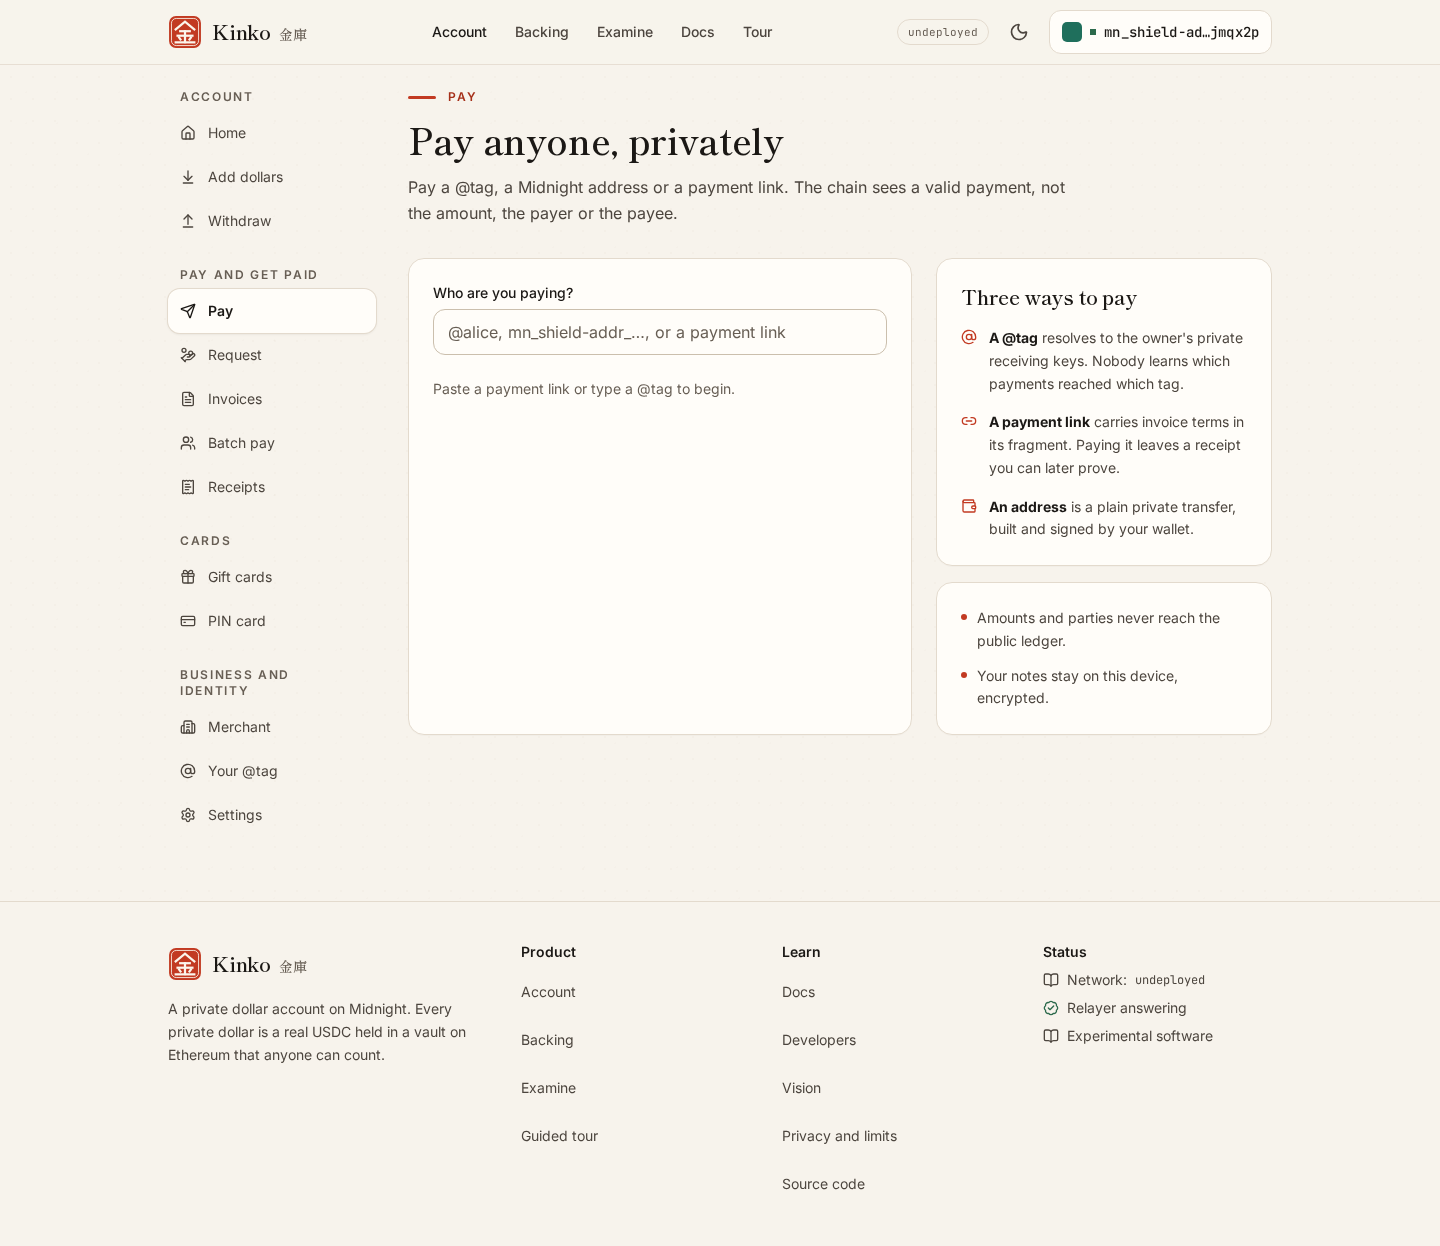 金 Kinko 金庫
Account
Backing
Examine
Docs
Tour
undeployed
mn_shield-ad…jmqx2p
ACCOUNT
Home
Add dollars
Withdraw
PAY AND GET PAID
Pay
Request
Invoices
Batch pay
Receipts
CARDS
Gift cards
PIN card
BUSINESS AND
IDENTITY
Merchant
Your @tag
Settings
PAY
Pay anyone, privately
Pay a @tag, a Midnight address or a payment link. The chain sees a valid payment, not
the amount, the payer or the payee.
Who are you paying?
@alice, mn_shield-addr_…, or a payment link
Paste a payment link or type a @tag to begin.
Three ways to pay
A @tag resolves to the owner's private
receiving keys. Nobody learns which
payments reached which tag.
A payment link carries invoice terms in
its fragment. Paying it leaves a receipt
you can later prove.
An address is a plain private transfer,
built and signed by your wallet.
Amounts and parties never reach the
public ledger.
Your notes stay on this device,
encrypted.
金 Kinko 金庫
A private dollar account on Midnight. Every
private dollar is a real USDC held in a vault on
Ethereum that anyone can count.
Product
Account
Backing
Examine
Guided tour
Learn
Docs
Developers
Vision
Privacy and limits
Source code
Status
Network: undeployed
Relayer answering
Experimental software